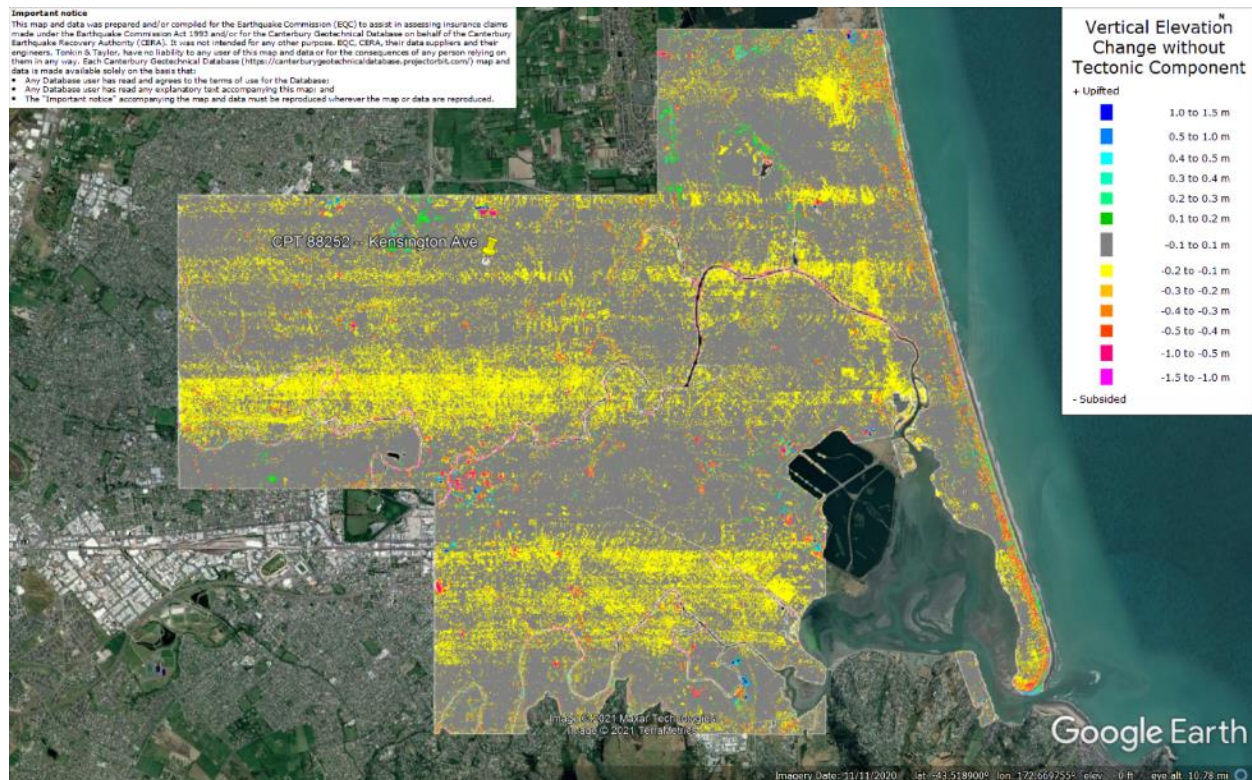 Important notice
This map and data was prepared and/or compiled for the Earthquake Commission (EQC) to assist in assessing insurance claims
made under the Earthquake Commission Act 1993 and/or for the Canterbury Geotechnical Database on behalf of the Canterbury
Earthquake Recovery Authority (CERA). It was not intended for any other purpose. EQC, CERA, their data suppliers and their
engineers, Tonkin & Taylor, have no liability to any user of this map and data or for the consequences of any person relying on
them in any way. Each Canterbury Geotechnical Database (https://canterburygeotechnicaldatabase.projectorbit.com/) map and
data is made available solely on the basis that:
• Any Database user has read and agrees to the terms of use for the Database;
• Any Database user has read any explanatory text accompanying this map; and
• The "Important notice" accompanying the map and data must be reproduced wherever the map or data are reproduced.
N
Vertical Elevation
Change without
Tectonic Component
+ Uplifted
1.0 to 1.5 m
0.5 to 1.0 m
0.4 to 0.5 m
0.3 to 0.4 m
0.2 to 0.3 m
0.1 to 0.2 m
-0.1 to 0.1 m
-0.2 to -0.1 m
-0.3 to -0.2 m
-0.4 to -0.3 m
-0.5 to -0.4 m
-1.0 to -0.5 m
-1.5 to -1.0 m
- Subsided
CPT 88252 -- Kensington Ave
Image © 2021 Maxar Technologies
Image © 2021 TerraMetrics
Google Earth
Imagery Date: 11/11/2020 lat -43.518900° lon 172.669755° elev 0 ft eye alt 10.78 mi